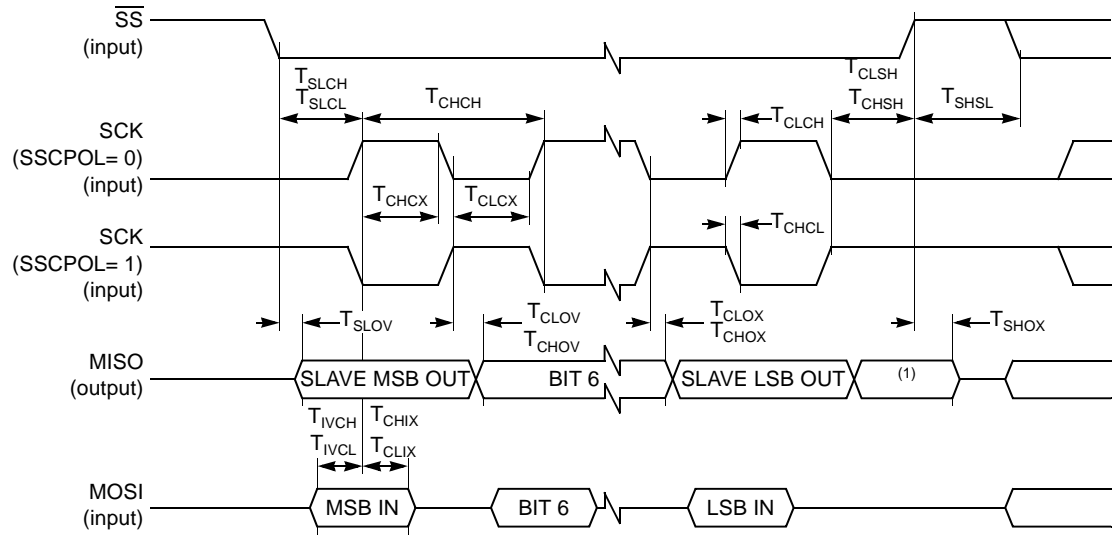 SS
(input)
TSLCH
TSLCL
TCHCH
TCLSH
TCHSH
TSHSL
TCLCH
SCK
(SSCPOL= 0)
(input)
TCHCX
TCLCX
TCHCL
SCK
(SSCPOL= 1)
(input)
TSLOV
TCLOV
TCHOV
TCLOX
TCHOX
TSHOX
MISO
(output)
SLAVE MSB OUT
BIT 6
SLAVE LSB OUT
(1)
TIVCH
TIVCL
TCHIX
TCLIX
MOSI
(input)
MSB IN
BIT 6
LSB IN